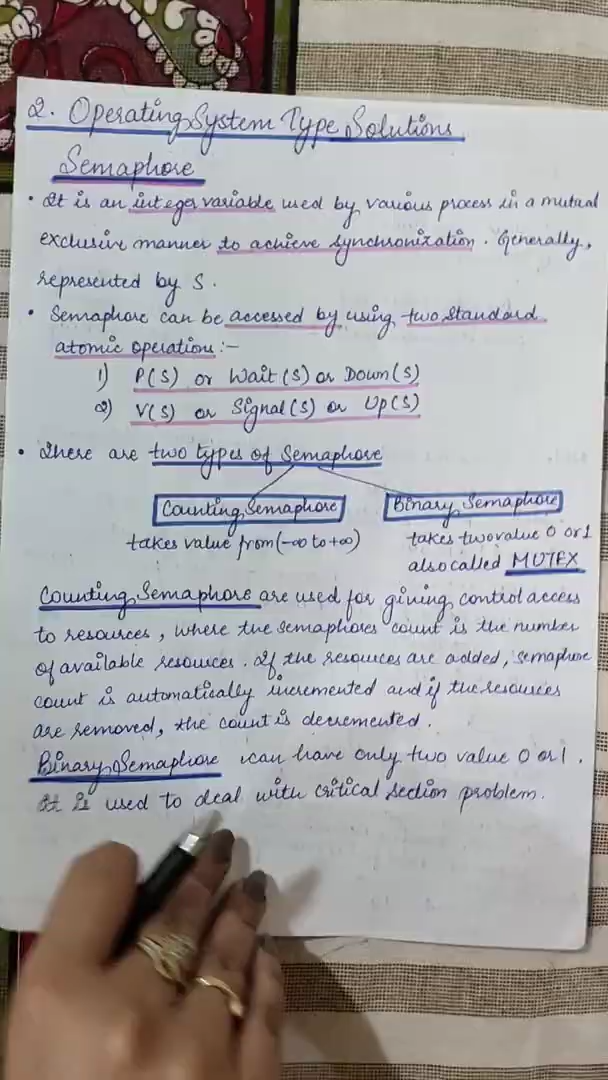 2. Operating System Type Solutions
Semaphore
• It is an integer variable used by various process in a mutual
exclusive manner to achieve synchronization. Generally,
represented by S.
• Semaphore can be accessed by using two standard
atomic operation :-
1) P(S) or Wait(S) or Down(S)
2) V(S) or Signal(S) or Up(S)
• There are two types of Semaphore
Counting Semaphore Binary Semaphore
takes value from (-∞ to +∞) takes two value 0 or 1
also called MUTEX
Counting Semaphore are used for giving control access
to resources, where the semaphores count is the number
of available resources. If the resources are added, semaphore
count is automatically incremented and if the resources
are removed, the count is decremented.
Binary Semaphore can have only two value 0 or 1.
It is used to deal with critical section problem.